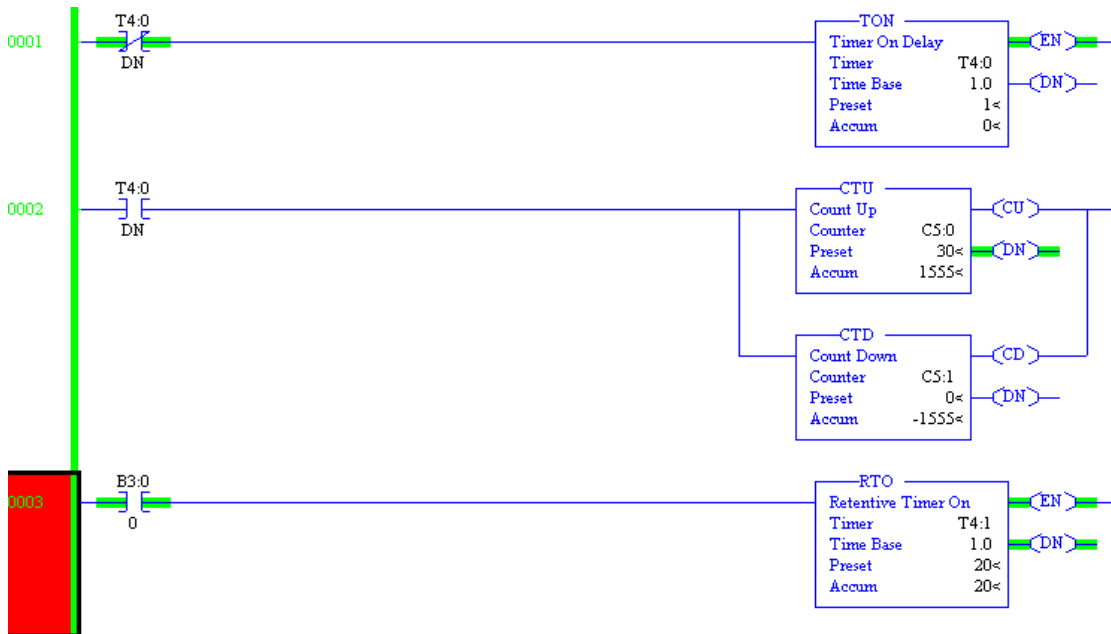 T4:0
0001
DN
TON
Timer On Delay
Timer T4:0
Time Base 1.0
Preset 1<
Accum 0<
EN
DN
T4:0
0002
DN
CTU
Count Up
Counter C5:0
Preset 30<
Accum 1555<
CU
DN
CTD
Count Down
Counter C5:1
Preset 0<
Accum -1555<
CD
DN
B3:0
0003
0
RTO
Retentive Timer On
Timer T4:1
Time Base 1.0
Preset 20<
Accum 20<
EN
DN